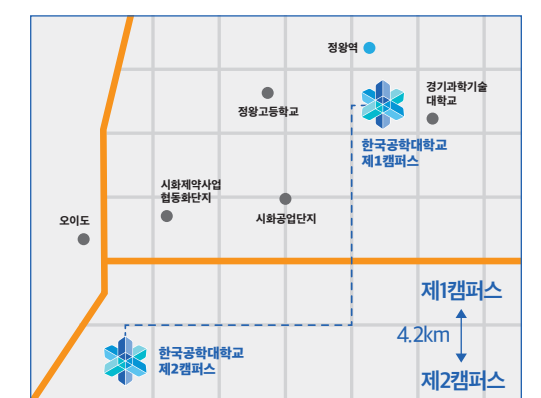 정왕역
경기과학기술
대학교
정왕고등학교
한국공학대학교
제1캠퍼스
시화제약사업
협동화단지
오이도
시화공업단지
제1캠퍼스
4.2km
제2캠퍼스
한국공학대학교
제2캠퍼스